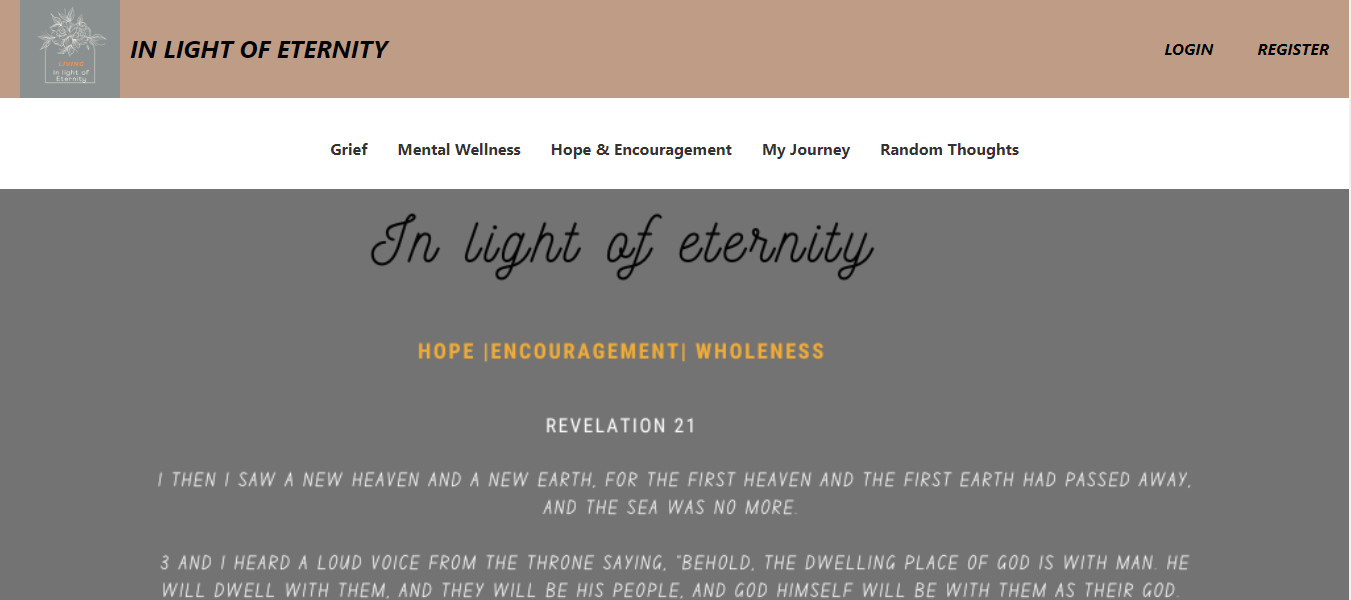 LIVING
In light of
Eternity
IN LIGHT OF ETERNITY
LOGIN
REGISTER
Grief
Mental Wellness
Hope & Encouragement
My Journey
Random Thoughts
In light of eternity
HOPE |ENCOURAGEMENT| WHOLENESS
REVELATION 21
1 THEN I SAW A NEW HEAVEN AND A NEW EARTH, FOR THE FIRST HEAVEN AND THE FIRST EARTH HAD PASSED AWAY,
AND THE SEA WAS NO MORE.
3 AND I HEARD A LOUD VOICE FROM THE THRONE SAYING, "BEHOLD, THE DWELLING PLACE OF GOD IS WITH MAN. HE
WILL DWELL WITH THEM, AND THEY WILL BE HIS PEOPLE, AND GOD HIMSELF WILL BE WITH THEM AS THEIR GOD.